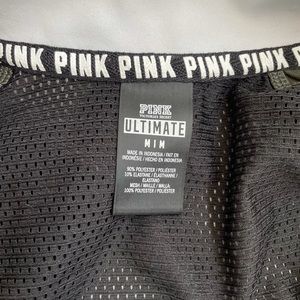 PINK PINK PINK PINK PINK PINK
PINK
VICTORIA'S SECRET
ULTIMATE
M | M
MADE IN INDONESIA / FAIT EN
INDONÉSIE / HECHO EN INDONESIA
90% POLYESTER / POLIÉSTER
10% ELASTANE / ÉLASTHANNE /
ELASTANO
MESH / MAILLE / MALLA:
100% POLYESTER / POLIÉSTER